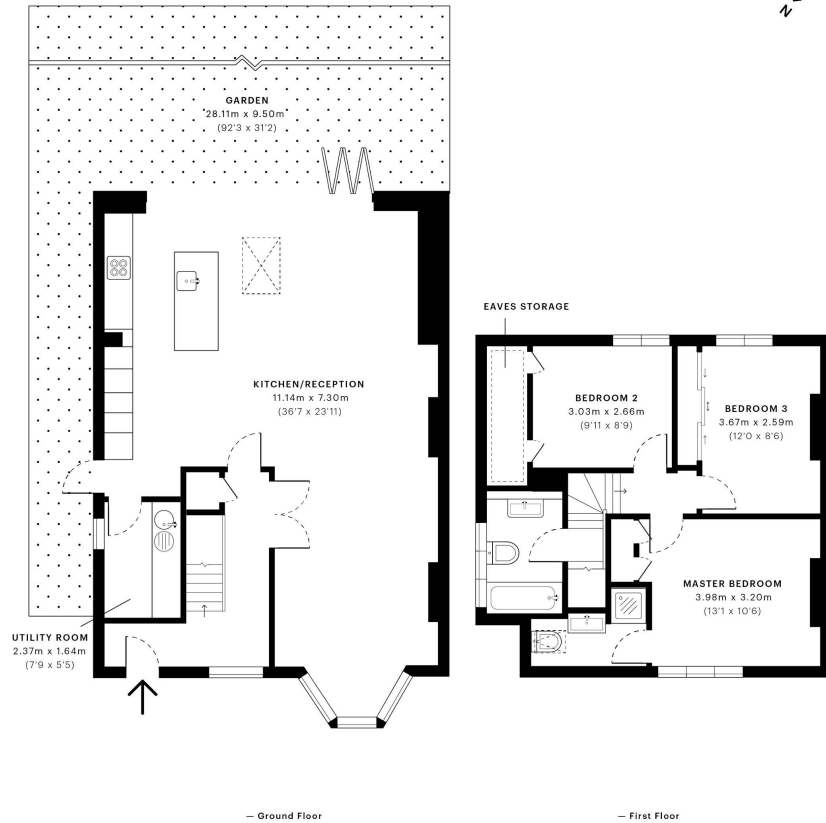 N
GARDEN
28.11m x 9.50m
(92'3 x 31'2)
KITCHEN/RECEPTION
11.14m x 7.30m
(36'7 x 23'11)
UTILITY ROOM
2.37m x 1.64m
(7'9 x 5'5)
EAVES STORAGE
BEDROOM 2
3.03m x 2.66m
(9'11 x 8'9)
BEDROOM 3
3.67m x 2.59m
(12'0 x 8'6)
MASTER BEDROOM
3.98m x 3.20m
(13'1 x 10'6)
— Ground Floor
— First Floor